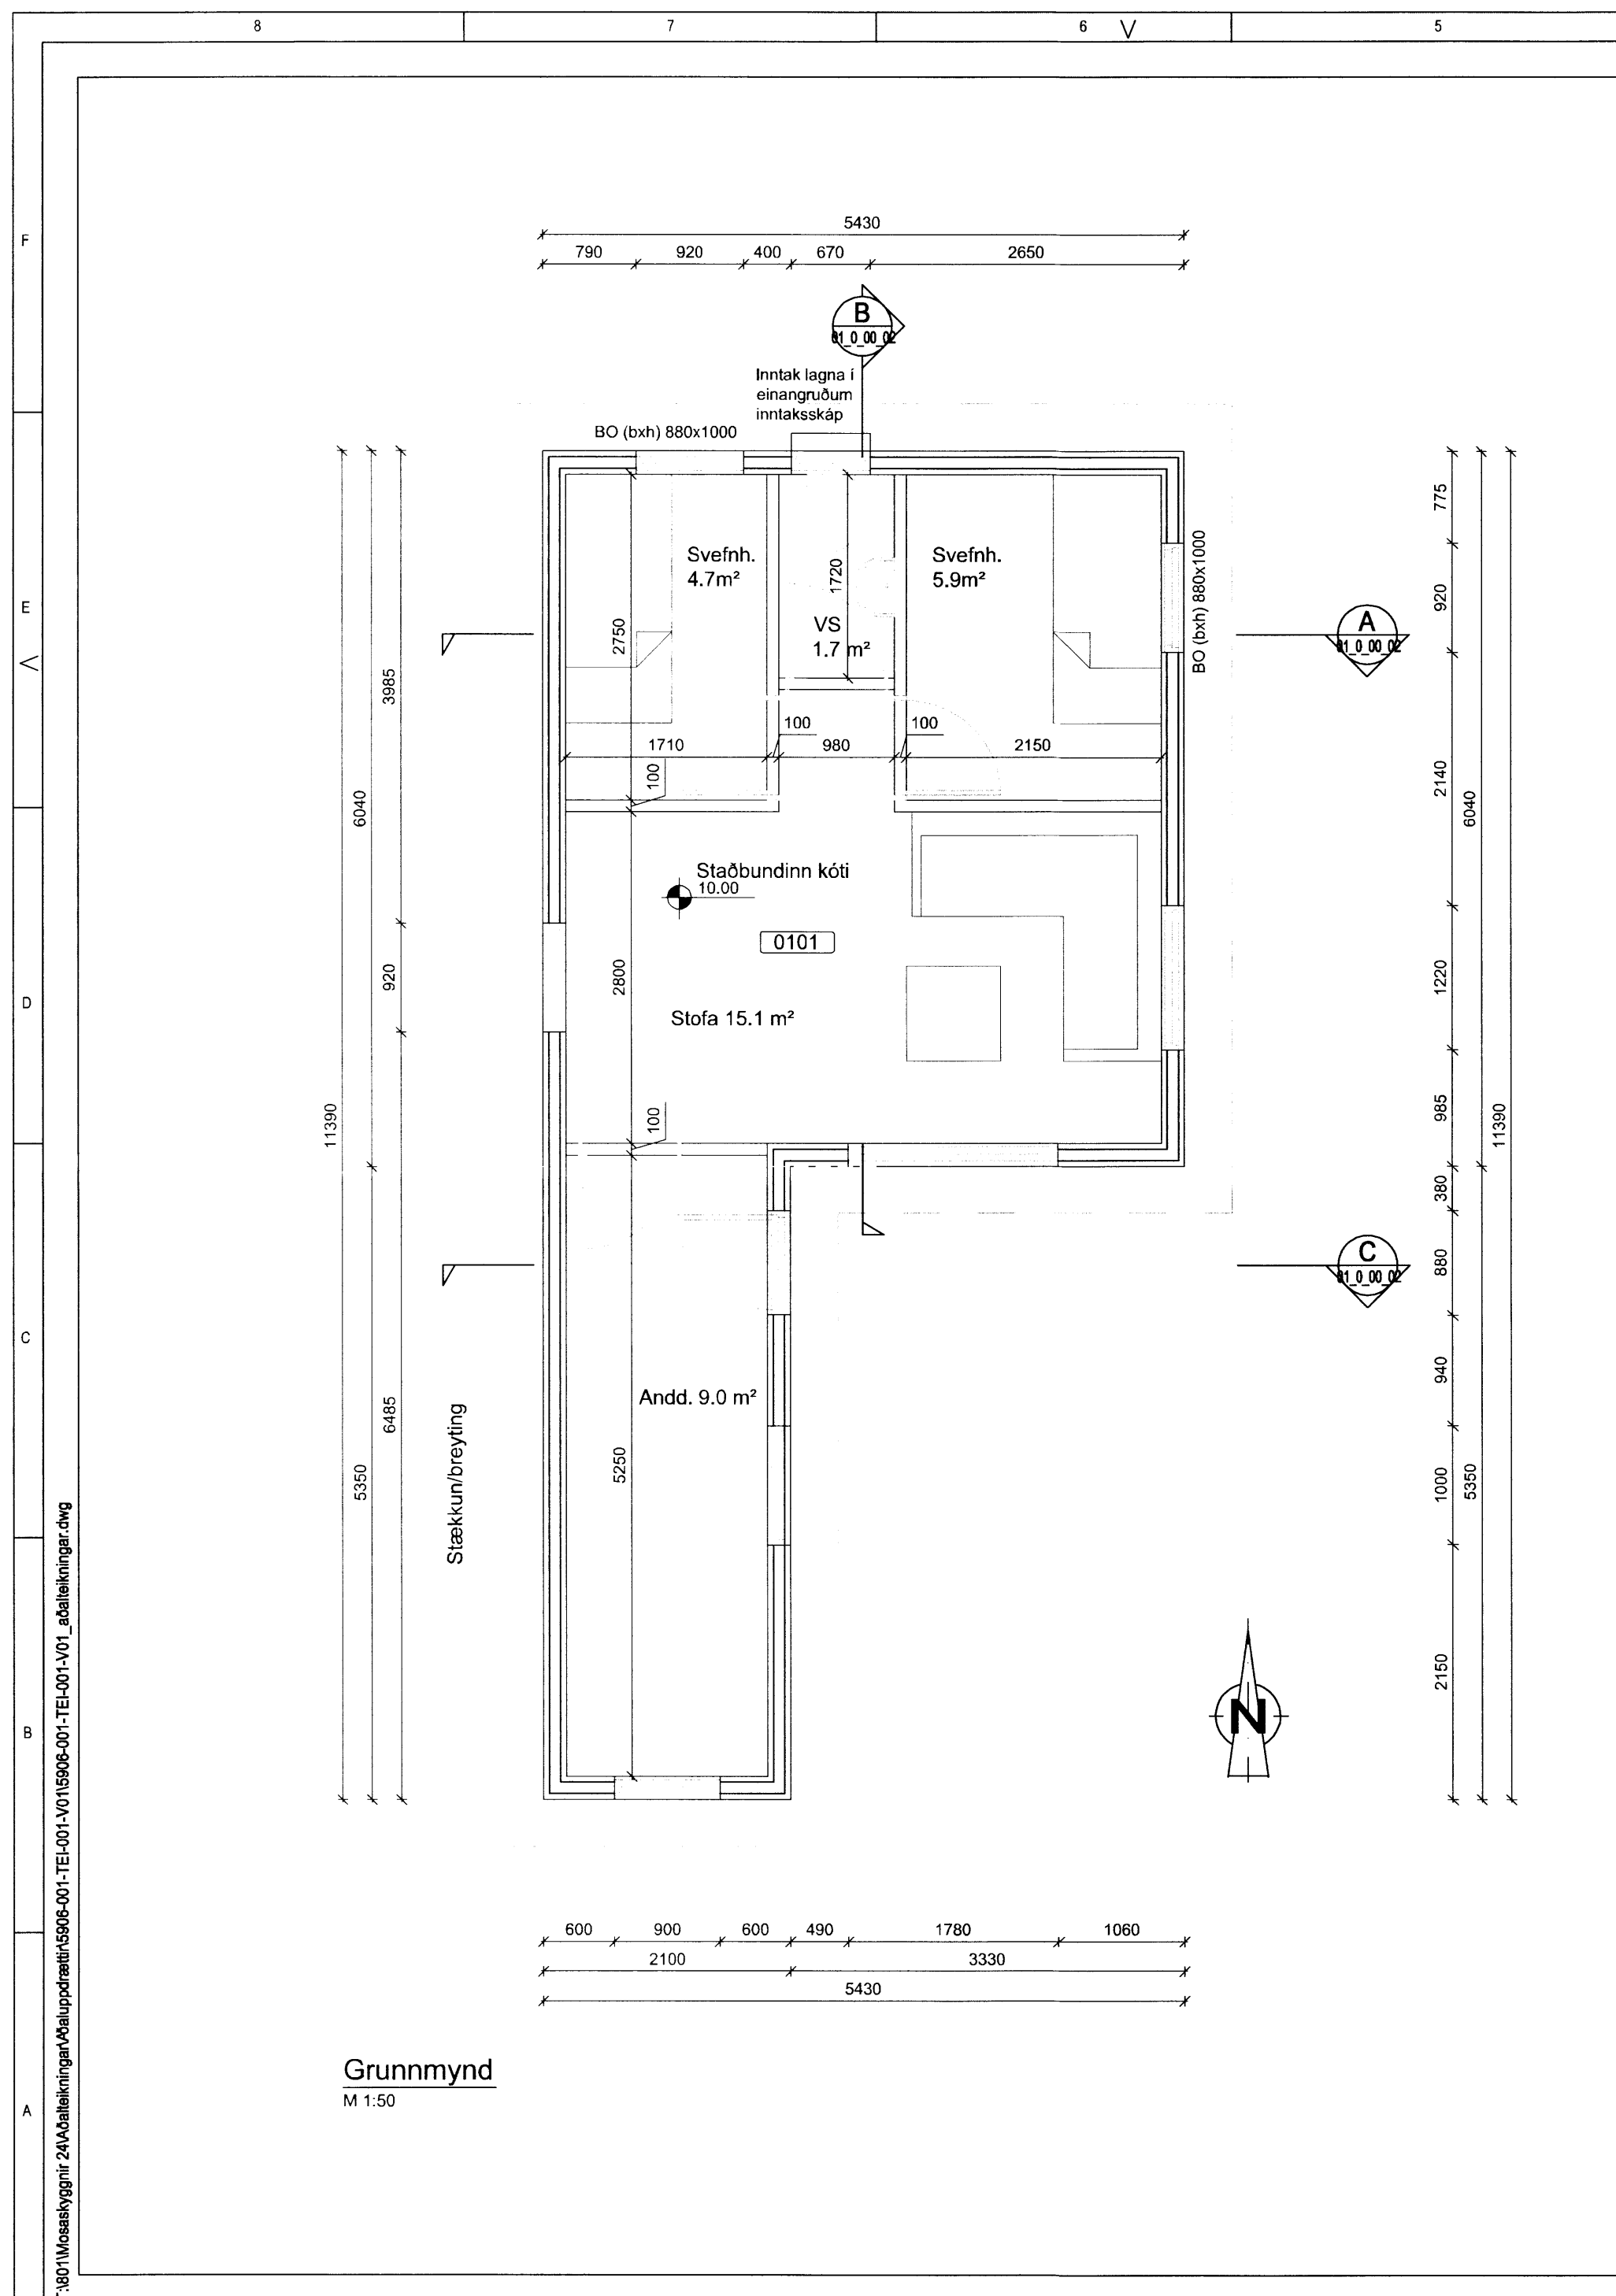 8
7
6
5
F
E
D
C
B
A
5430
790
920
400
670
2650
B
01_0_00_02
Inntak lagna í
einangruðum
inntaksskáp
BO (bxh) 880x1000
BO (bxh) 880x1000
Svefnh.
4.7m²
Svefnh.
5.9m²
VS
1.7 m²
1720
2750
A
01_0_00_02
100
100
1710
980
2150
100
Staðbundinn kóti
10.00
0101
2800
Stofa 15.1 m²
100
C
01_0_00_02
Andd. 9.0 m²
5250
Stækkun/breyting
11390
6040
5350
3985
920
6485
775
920
2140
1220
985
380
880
940
1000
2150
6040
5350
11390
N
600
900
600
490
1780
1060
2100
3330
5430
Grunnmynd
M 1:50
T:\801\Mosaskyggnir 24\Aðalteikningar\Aðaluppdrættir\5906-001-TEI-001-V01\5906-001-TEI-001-V01_aðalteikningar.dwg